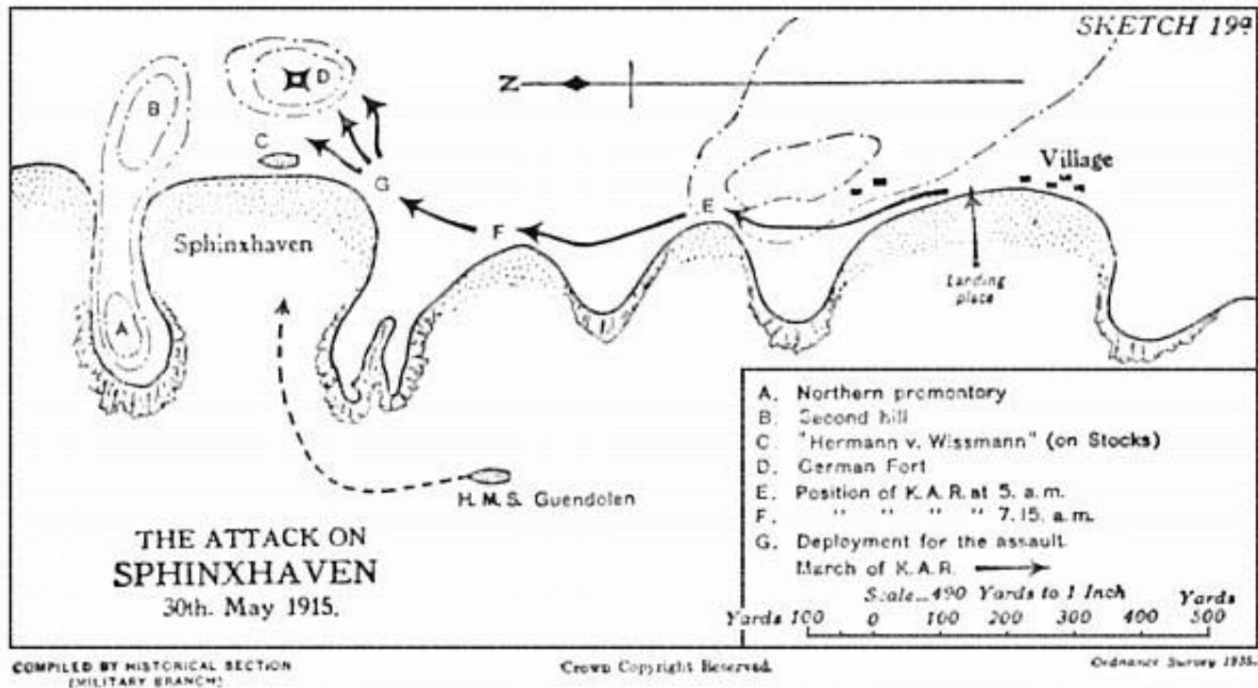 SKETCH 19ª
N
B
D
C
G
F
E
Village
Sphinxhaven
A
Landing
place
H.M.S. Guendolen
THE ATTACK ON
SPHINXHAVEN
30th. May 1915.
A. Northern promontory
B. Second hill
C. "Hermann v. Wissmann" (on Stocks)
D. German Fort
E. Position of K.A.R. at 5. a.m.
F. " " " " 7.15. a.m.
G. Deployment for the assault
March of K.A.R.
Scale 490 Yards to 1 Inch
Yards 100 0 100 200 300 400 500 Yards
COMPILED BY HISTORICAL SECTION
(MILITARY BRANCH)
Crown Copyright Reserved.
Ordnance Survey 1935.